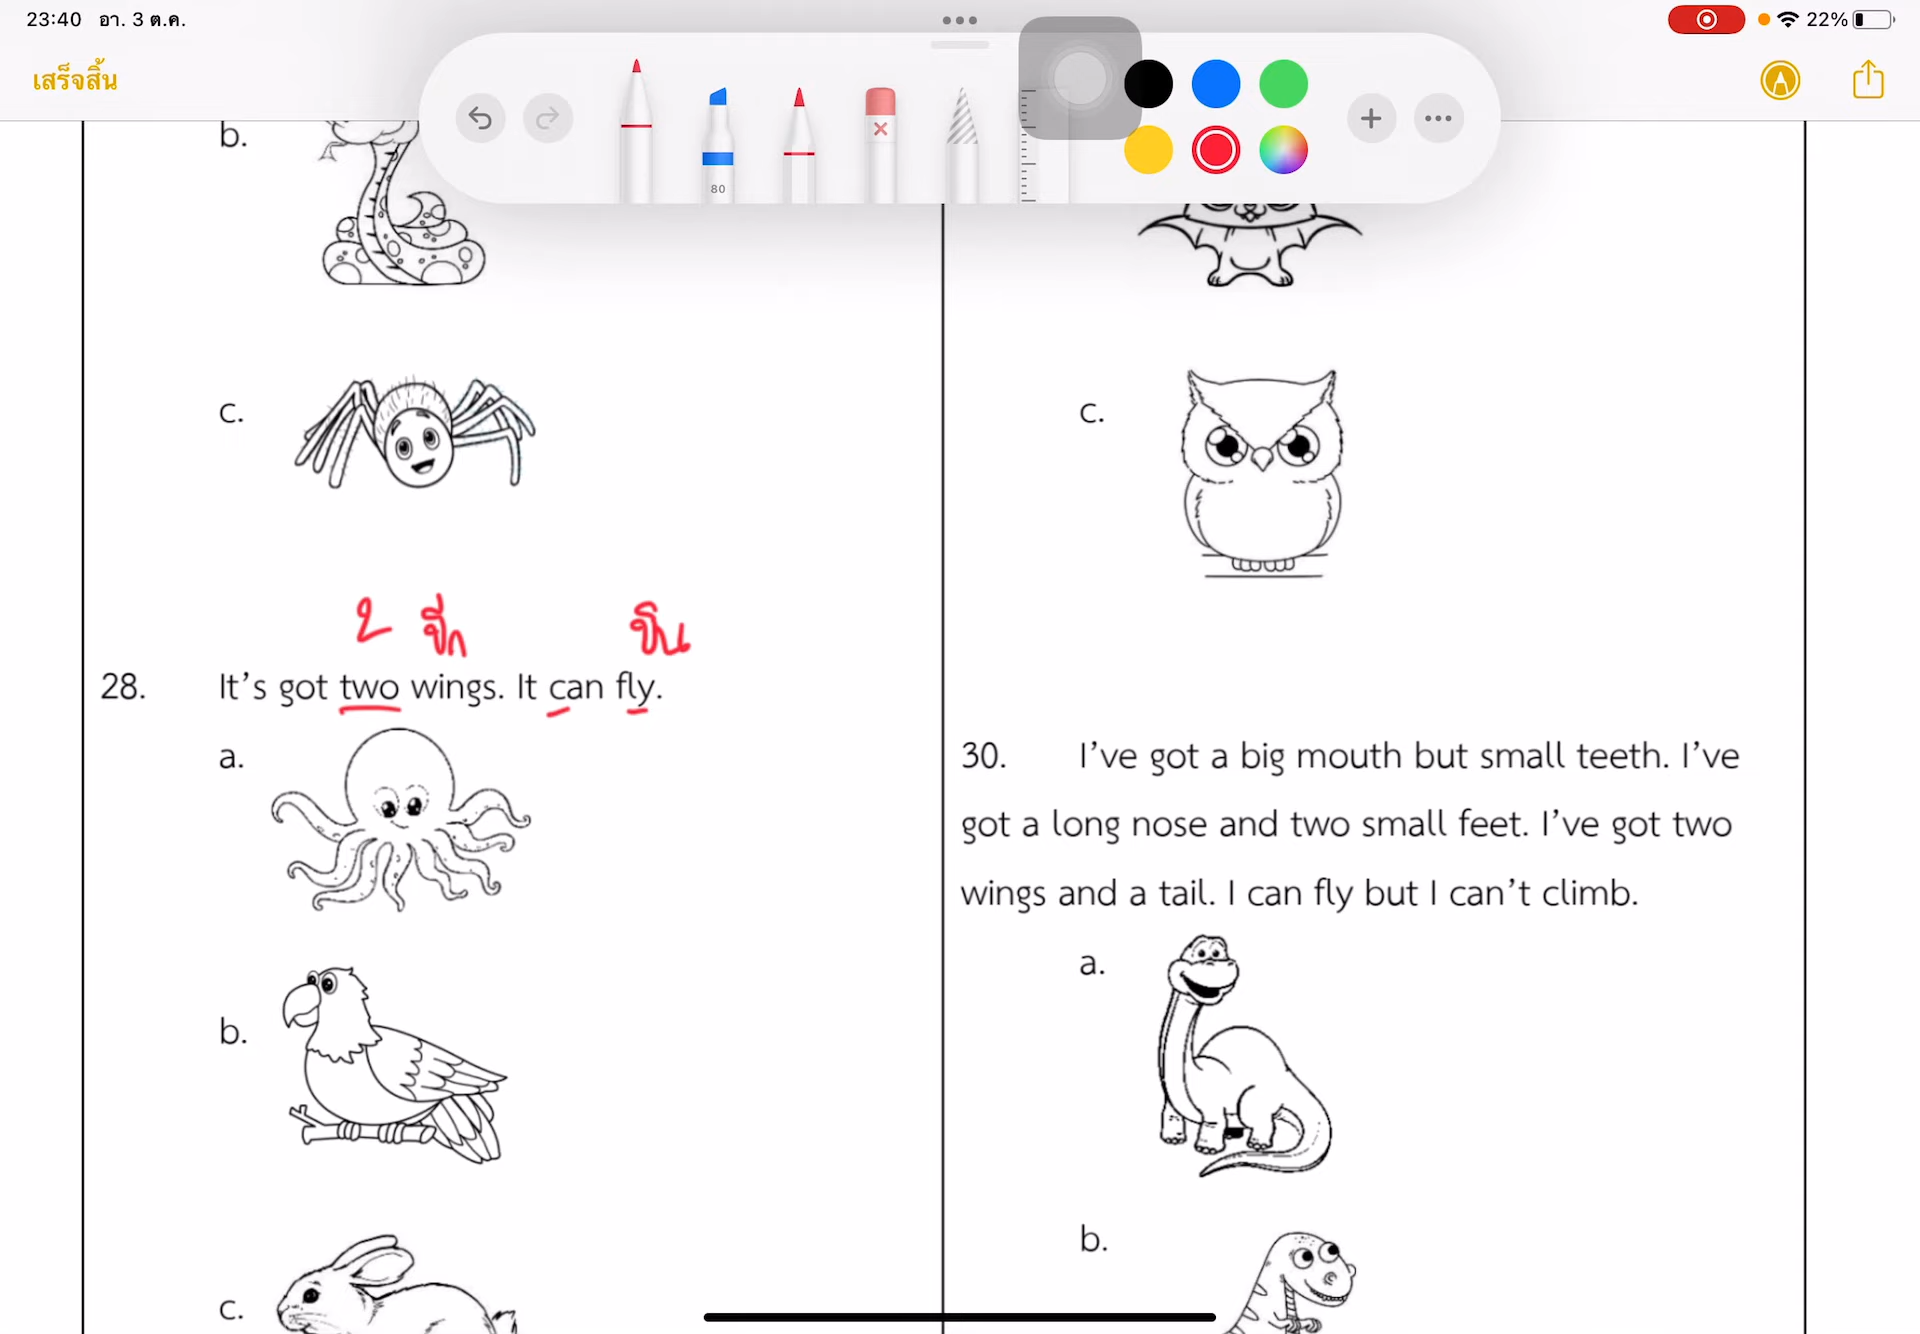 23:40 อา. 3 ต.ค.
22%
เสร็จสิ้น
80
b.
c.
c.
2 ปีก บิน
28. It's got two wings. It can fly.
a.
b.
c.
30. I've got a big mouth but small teeth. I've
got a long nose and two small feet. I've got two
wings and a tail. I can fly but I can't climb.
a.
b.